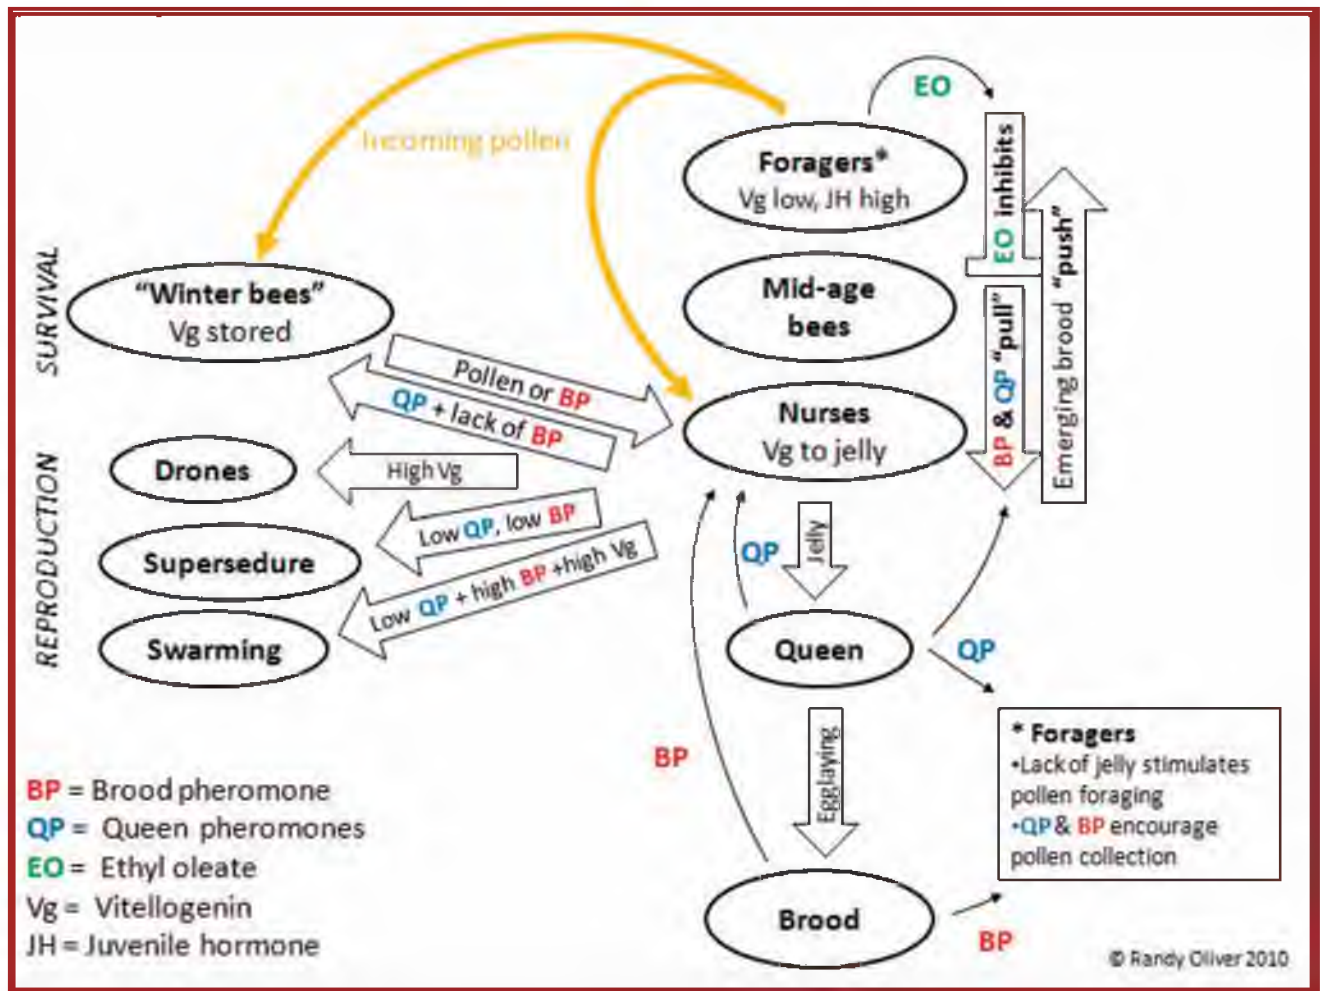 EO
Incoming pollen
Foragers*
Vg low, JH high
EO inhibits
Emerging brood "push"
SURVIVAL
"Winter bees"
Vg stored
Mid-age
bees
BP & QP "pull"
Pollen or BP
QP + lack of BP
Nurses
Vg to jelly
REPRODUCTION
Drones
High Vg
Low QP, low BP
Supersedure
Low QP + high BP +high Vg
Swarming
QP
Jelly
Queen
QP
Egglaying
BP
* Foragers
•Lack of jelly stimulates
pollen foraging
•QP & BP encourage
pollen collection
Brood
BP
BP = Brood pheromone
QP = Queen pheromones
EO = Ethyl oleate
Vg = Vitellogenin
JH = Juvenile hormone
© Randy Oliver 2010